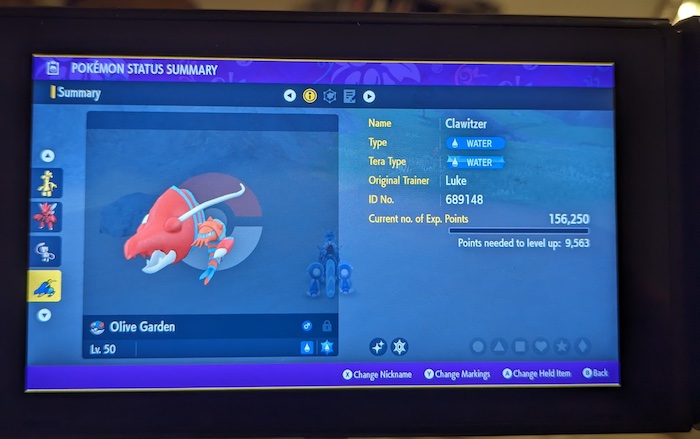 POKÉMON STATUS SUMMARY
Summary
Name Clawitzer
Type WATER
Tera Type WATER
Original Trainer Luke
ID No. 689148
Current no. of Exp. Points 156,250
Points needed to level up: 9,563
Olive Garden
Lv. 50
X Change Nickname Y Change Markings A Change Held Item B Back